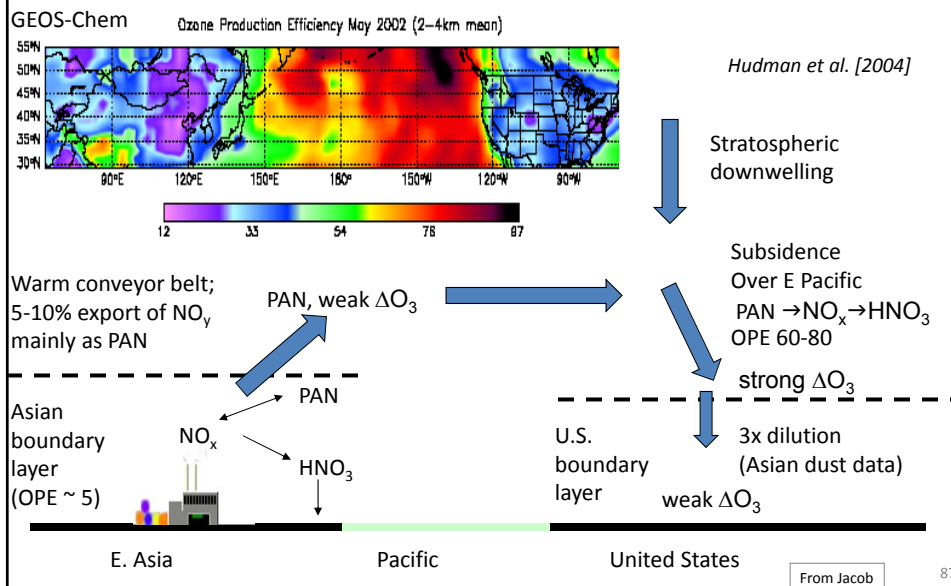 GEOS-Chem
Ozone Production Efficiency May 2002 (2-4km mean)
55°N
50°N
45°N
40°N
35°N
30°N
90°E
120°E
150°E
180°
150°W
120°W
90°W
12
33
54
76
97
Hudman et al. [2004]
Stratospheric
downwelling
Warm conveyor belt;
5-10% export of NOy
mainly as PAN
PAN, weak ΔO3
Subsidence
Over E Pacific
PAN →NOx→HNO3
OPE 60-80
strong ΔO3
Asian
boundary
layer
(OPE ~ 5)
PAN
NOx
HNO3
U.S.
boundary
layer
3x dilution
(Asian dust data)
weak ΔO3
E. Asia
Pacific
United States
From Jacob